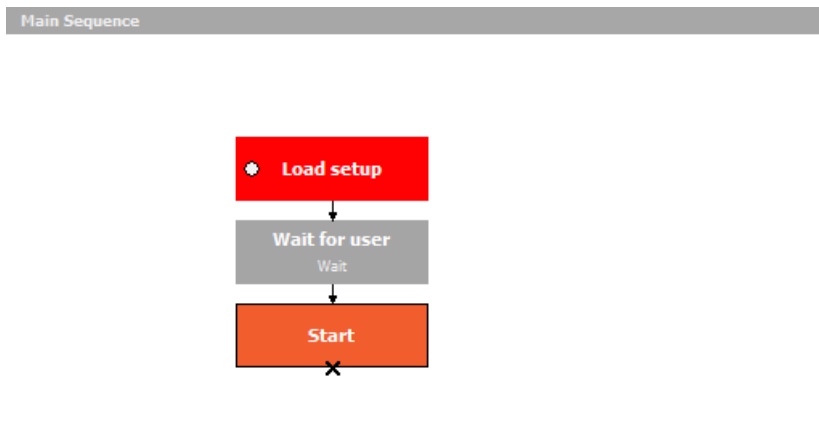 Main Sequence
Load setup
Wait for user
Wait
Start